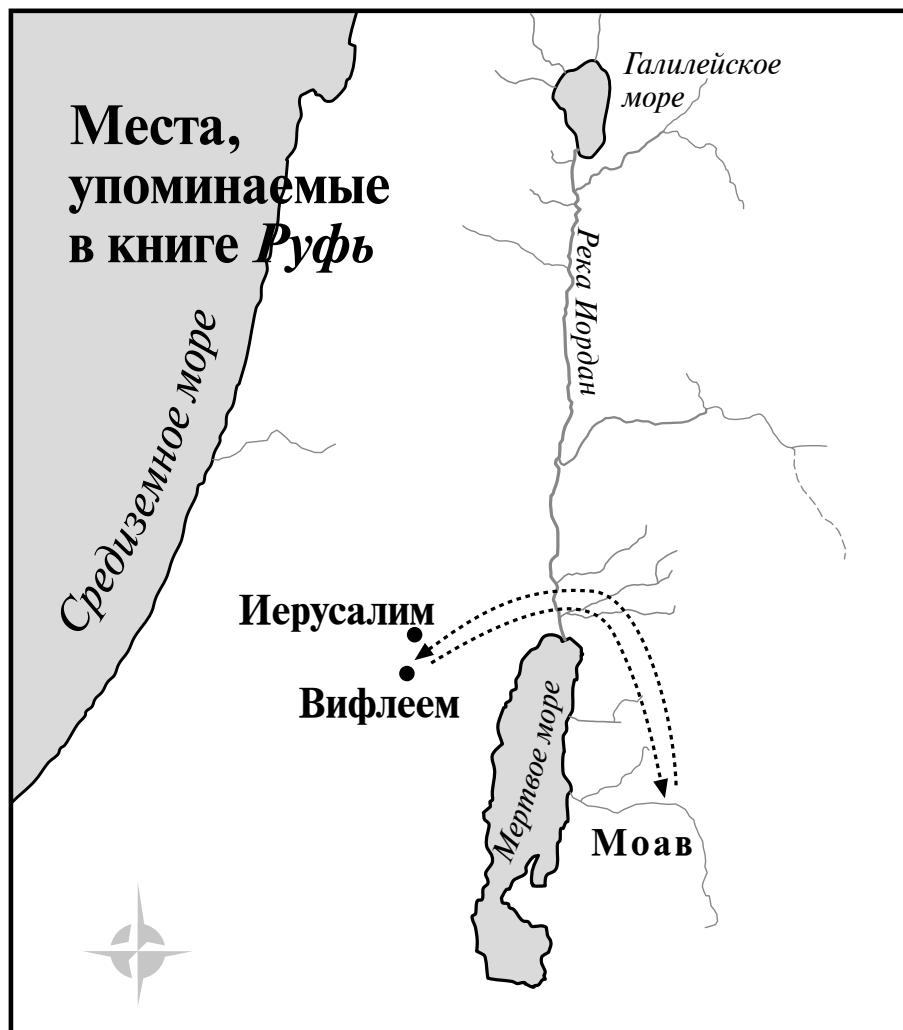 Места,
упоминаемые
в книге Руфь
Галилейское
море
Река Иордан
Средиземное море
Иерусалим
Вифлеем
Мертвое море
Моав